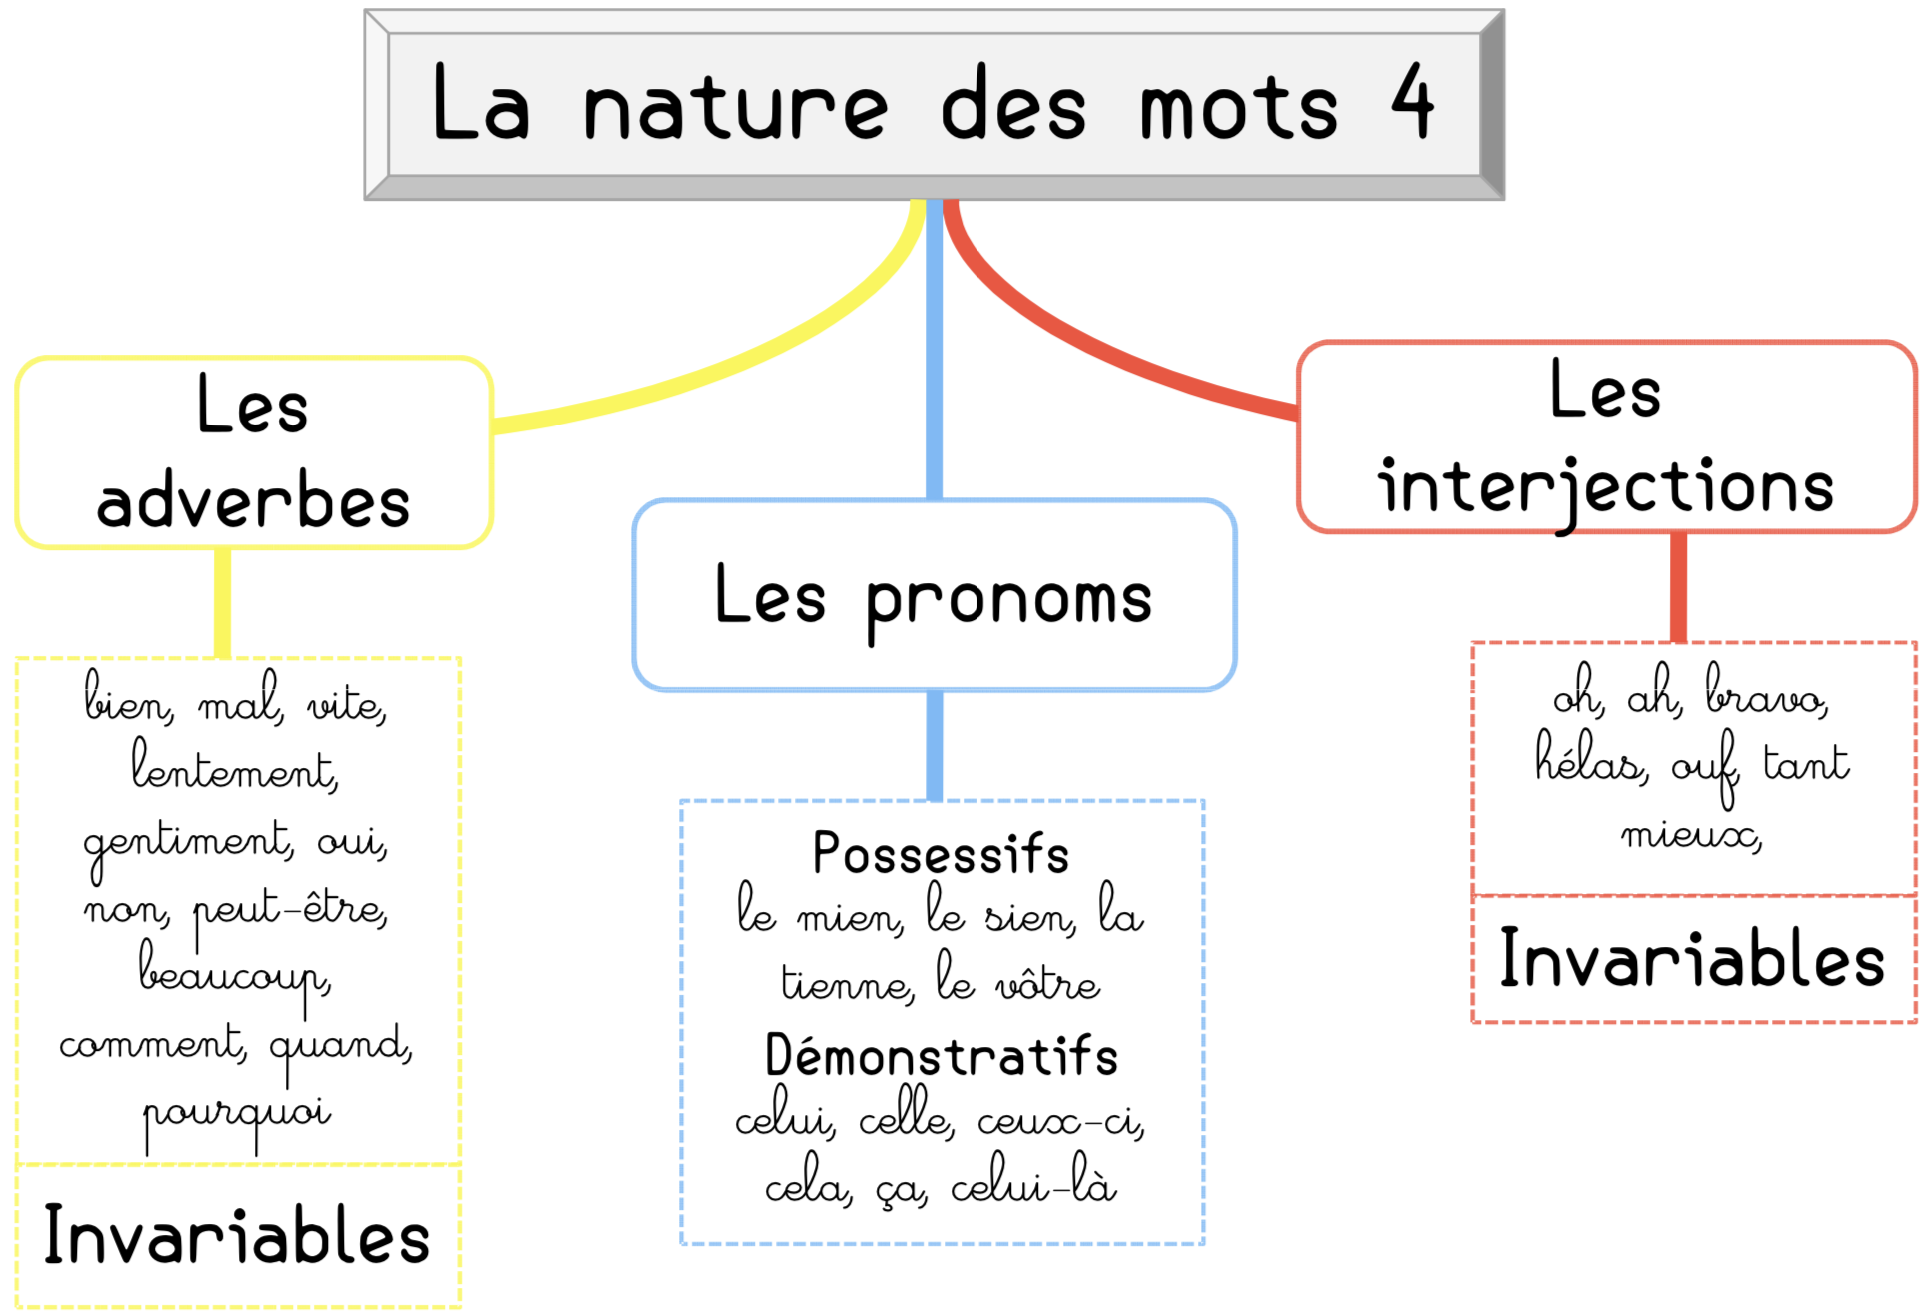 La nature des mots 4
Les
adverbes
bien, mal, vite,
lentement,
gentiment, oui,
non, peut-être,
beaucoup,
comment, quand,
pourquoi
Invariables
Les pronoms
Possessifs
le mien, le sien, la
tienne, le vôtre
Démonstratifs
celui, celle, ceux-ci,
cela, ça, celui-là
Les
interjections
oh, ah, bravo,
hélas, ouf, tant
mieux,
Invariables